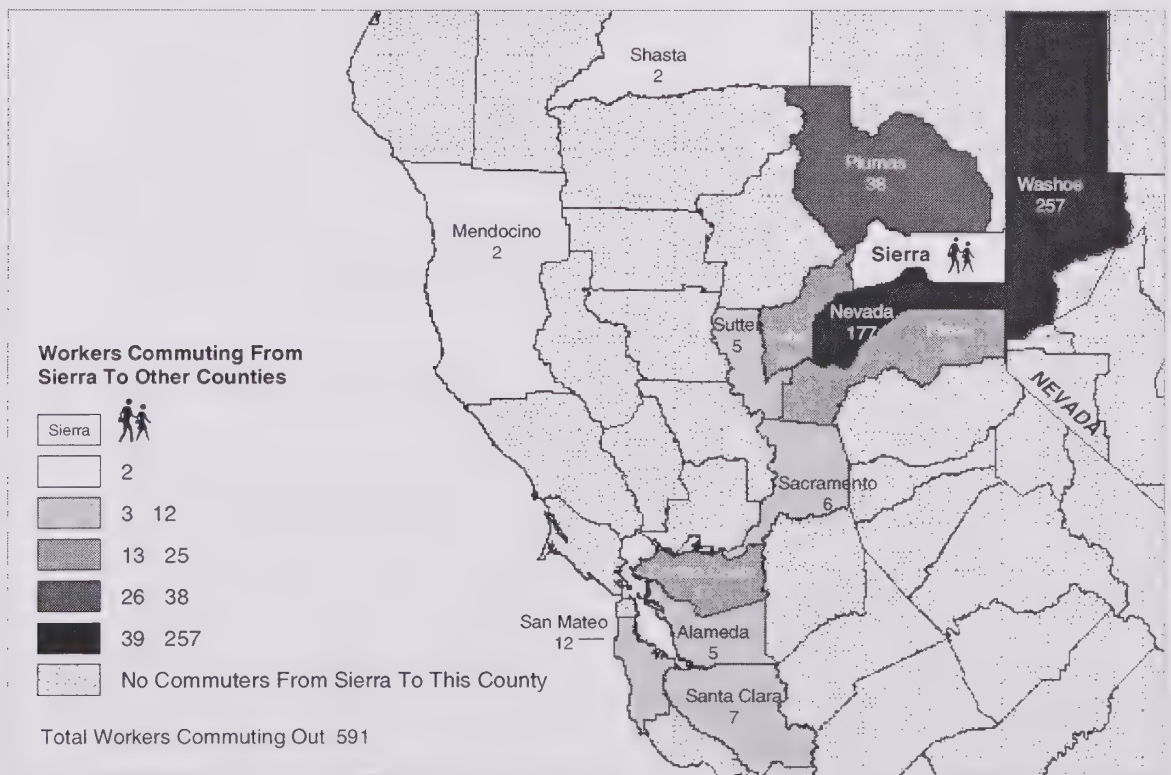 Shasta
2
Plumas
38
Washoe
257
Mendocino
2
Sierra
Nevada
177
Sutter
5
NEVADA
Workers Commuting From
Sierra To Other Counties
Sierra
2
3 12
13 25
26 38
39 257
No Commuters From Sierra To This County
Total Workers Commuting Out 591
Sacramento
6
San Mateo
12
Alameda
5
Santa Clara
7